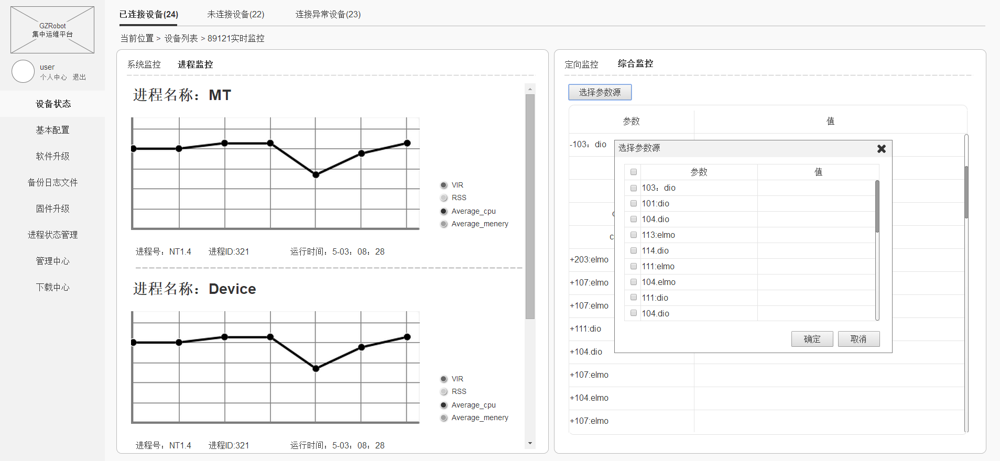 GZRobot
集中运维平台
user
个人中心 退出
设备状态
基本配置
软件升级
备份日志文件
固件升级
进程状态管理
管理中心
下载中心
已连接设备(24) 未连接设备(22) 连接异常设备(23)
当前位置 > 设备列表 > 89121实时监控
系统监控 进程监控
进程名称：MT
VIR
RSS
Average_cpu
Average_menery
进程号：NT1.4 进程ID:321 运行时间：5-03：08：28
进程名称：Device
VIR
RSS
Average_cpu
Average_menery
进程号：NT1.4 进程ID:321 运行时间：5-03：08：28
定向监控 综合监控
选择参数源
参数 值
-103：dio
+203:elmo
+107:elmo
+107:elmo
+111:dio
+104.dio
+107:elmo
+104.elmo
+107:elmo
选择参数源
参数 值
103：dio
101:dio
104.dio
113:elmo
114.dio
111:elmo
104.elmo
111:dio
104.dio
确定 取消